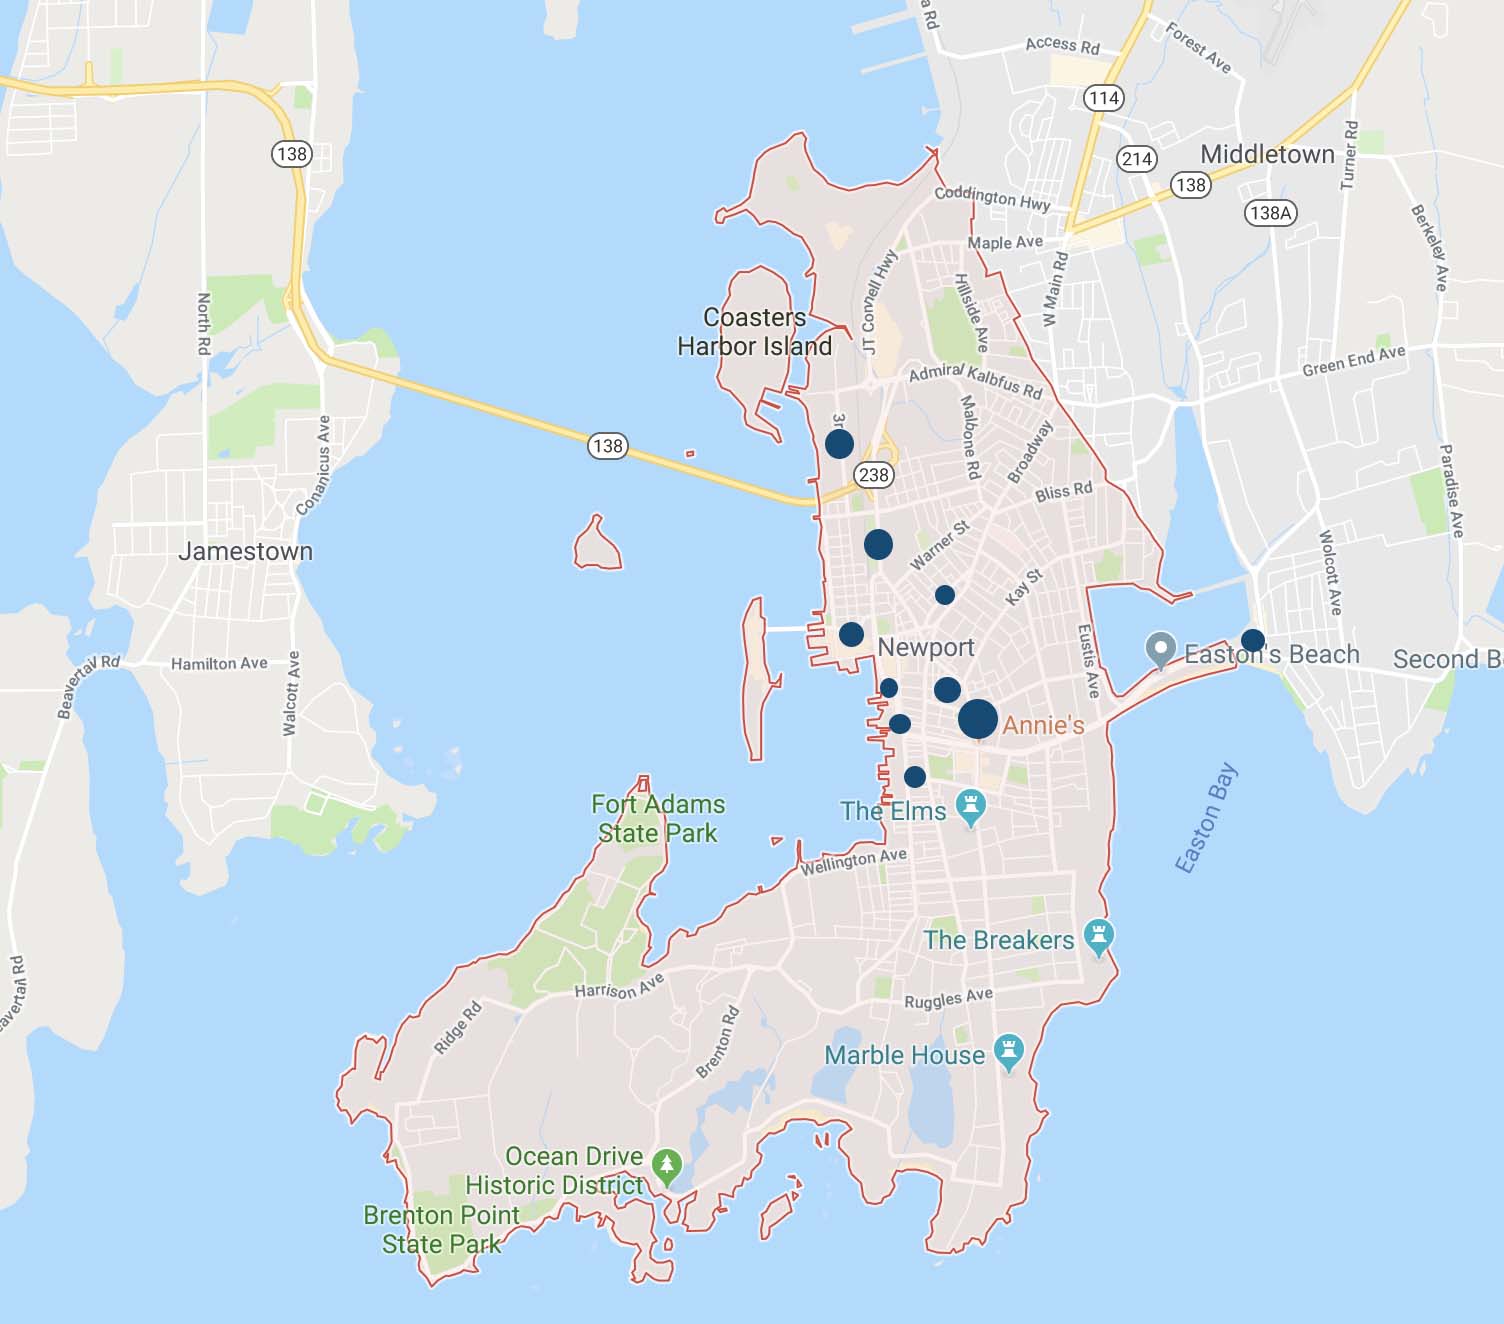 a Rd
Access Rd
Forest Ave
114
138
214
Middletown
138
Turner Rd
138A
Coddington Hwy
Berkeley Ave
Maple Ave
JT Connell Hwy
Hillside Ave
W Main Rd
North Rd
Coasters
Harbor Island
Green End Ave
Admiral Kalbfus Rd
3r
Malbone Rd
Broadway
Conanicus Ave
138
238
Bliss Rd
Paradise Ave
Jamestown
Warner St
Kay St
Wolcott Ave
Eustis Ave
Newport
Easton's Beach
Second B
Beavertail Rd
Hamilton Ave
Walcott Ave
Annie's
Fort Adams
State Park
The Elms
Easton Bay
Wellington Ave
The Breakers
eavertail Rd
Harrison Ave
Ruggles Ave
Ridge Rd
Brenton Rd
Marble House
Ocean Drive
Historic District
Brenton Point
State Park